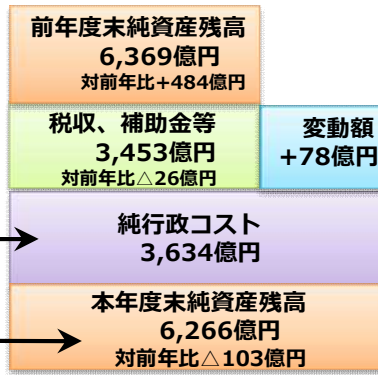 前年度末純資産残高
6,369億円
対前年比+484億円
税収、補助金等
3,453億円
対前年比△26億円
変動額
+78億円
純行政コスト
3,634億円
本年度末純資産残高
6,266億円
対前年比△103億円